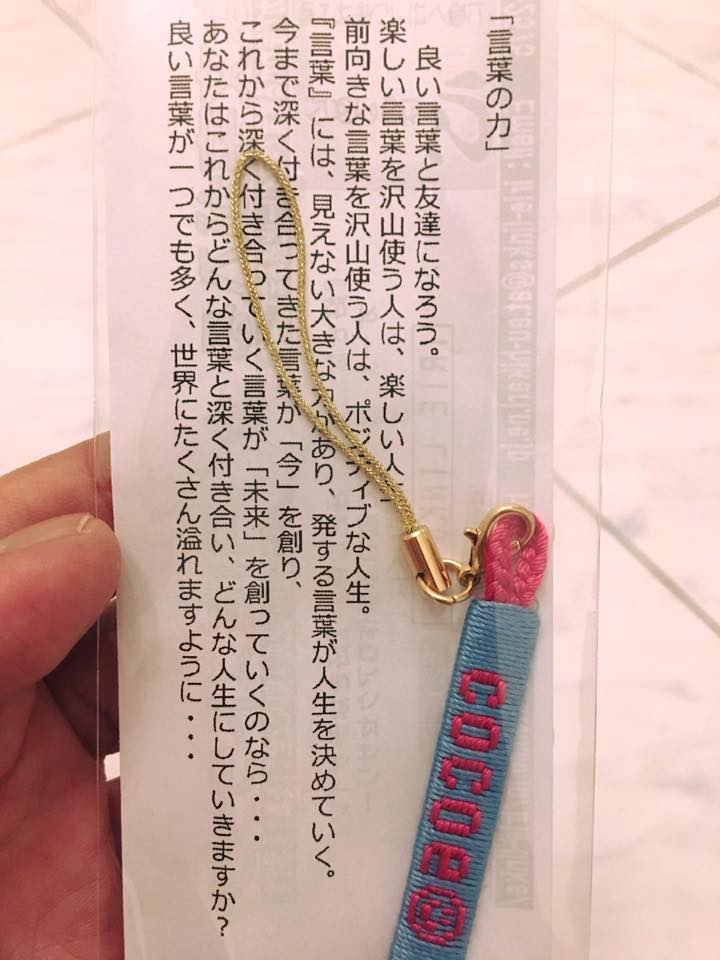 「言葉の力」
良い言葉と友達になろう。
楽しい言葉を沢山使う人は、楽しい人
前向きな言葉を沢山使う人は、ポジティブな人生。
『言葉』には、見えない大きな力があり、発する言葉が人生を決めていく。
今まで深く付き合ってきた言葉が「今」を創り、
これから深く付き合っていく言葉が「未来」を創っていくのなら・・・
あなたはこれからどんな言葉と深く付き合い、どんな人生にしていきますか?
良い言葉が一つでも多く、世界にたくさん溢れますように・・・
cocoa